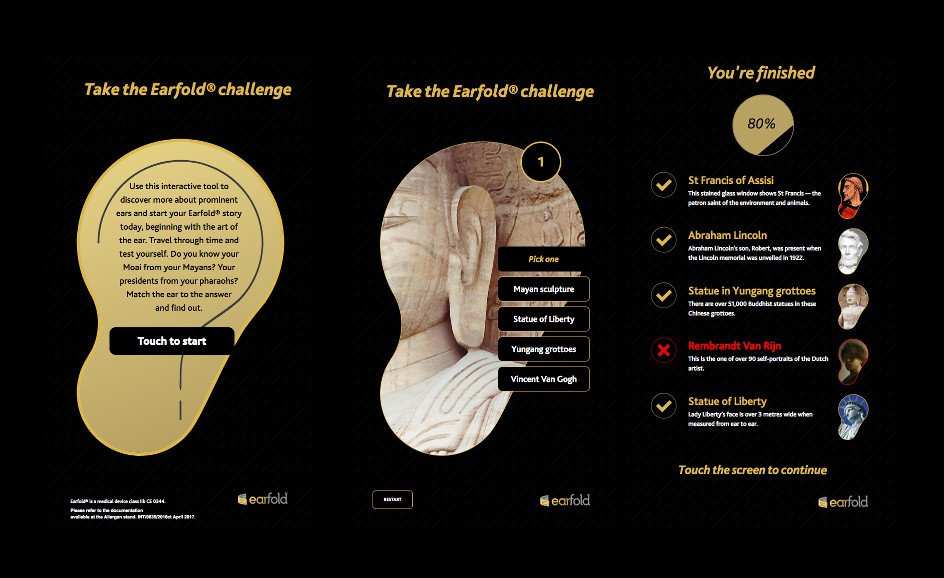 Take the Earfold® challenge
Use this interactive tool to
discover more about prominent
ears and start your Earfold® story
today, beginning with the art of
the ear. Travel through time and
test yourself. Do you know your
Moai from your Mayans? Your
presidents from your pharaohs?
Match the ear to the answer
and find out.
Touch to start
Earfold® is a medical device class IIb CE 0344.
Please refer to the documentation
available at the Allergan stand. INT/0635/2016ct April 2017.
earfold
Take the Earfold® challenge
1
Pick one
Mayan sculpture
Statue of Liberty
Yungang grottoes
Vincent Van Gogh
RESTART
earfold
You're finished
80%
St Francis of Assisi
This stained glass window shows St Francis — the
patron saint of the environment and animals.
Abraham Lincoln
Abraham Lincoln's son, Robert, was present when
the Lincoln memorial was unveiled in 1922.
Statue in Yungang grottoes
There are over 51,000 Buddhist statues in these
Chinese grottoes.
Rembrandt Van Rijn
This is the one of over 90 self-portraits of the Dutch
artist.
Statue of Liberty
Lady Liberty's face is over 3 metres wide when
measured from ear to ear.
Touch the screen to continue
earfold